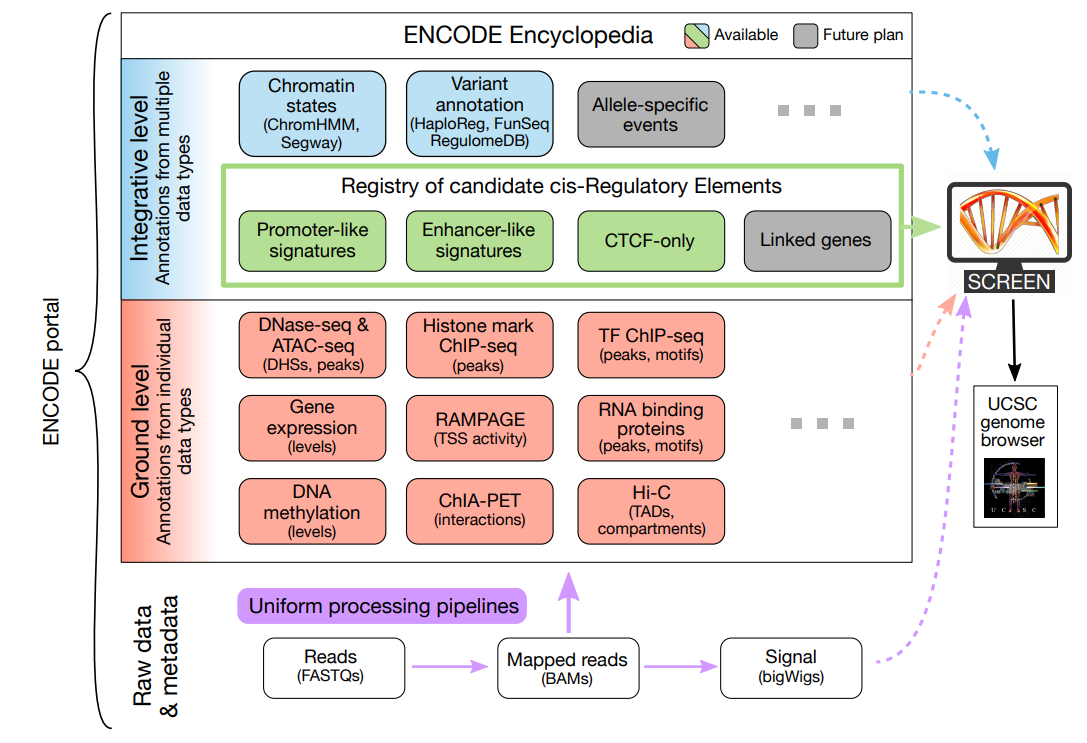 ENCODE Encyclopedia
Available
Future plan
ENCODE portal
Integrative level
Annotations from multiple
data types
Chromatin
states
(ChromHMM,
Segway)
Variant
annotation
(HaploReg, FunSeq
RegulomeDB)
Allele-specific
events
Registry of candidate cis-Regulatory Elements
Promoter-like
signatures
Enhancer-like
signatures
CTCF-only
Linked genes
SCREEN
Ground level
Annotations from individual
data types
DNase-seq &
ATAC-seq
(DHSs, peaks)
Histone mark
ChIP-seq
(peaks)
TF ChIP-seq
(peaks, motifs)
Gene
expression
(levels)
RAMPAGE
(TSS activity)
RNA binding
proteins
(peaks, motifs)
DNA
methylation
(levels)
ChIA-PET
(interactions)
Hi-C
(TADs,
compartments)
UCSC
genome
browser
UCSC
Raw data
& metadata
Uniform processing pipelines
Reads
(FASTQs)
Mapped reads
(BAMs)
Signal
(bigWigs)